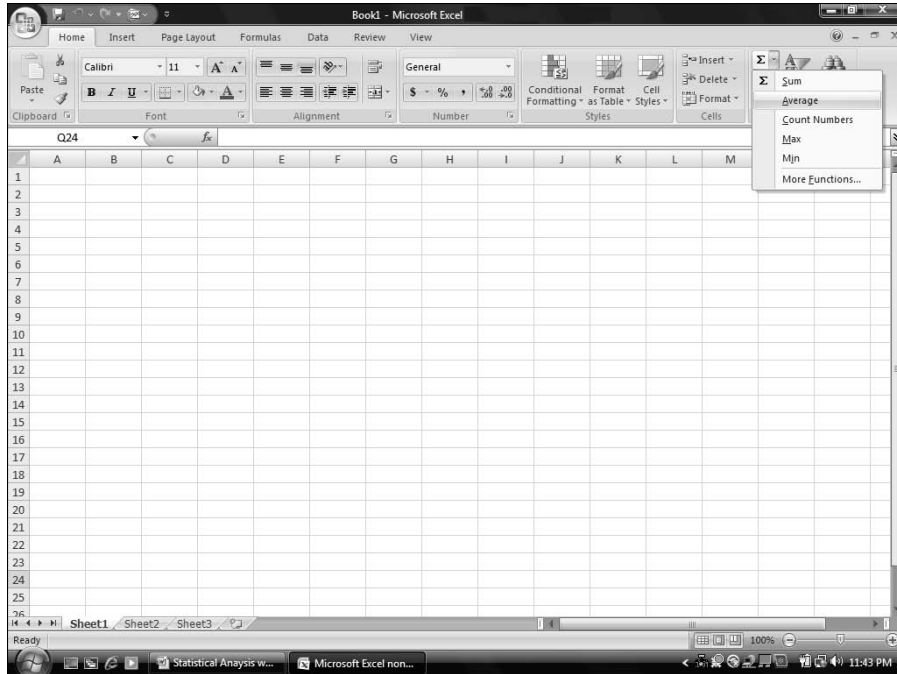 Book1 - Microsoft Excel
Home Insert Page Layout Formulas Data Review View
Paste
Calibri 11 A A
B I U A
General
$ % , .00 .00
Conditional Formatting
Format as Table
Cell Styles
Insert
Delete
Format
Σ
Clipboard Font Alignment Number Styles Cells
Σ Sum
Average
Count Numbers
Max
Min
More Functions...
Q24 fx
A B C D E F G H I J K L M
1
2
3
4
5
6
7
8
9
10
11
12
13
14
15
16
17
18
19
20
21
22
23
24
25
26
Sheet1 Sheet2 Sheet3
Ready 100%
Statistical Anaysis w... Microsoft Excel non... 11:43 PM